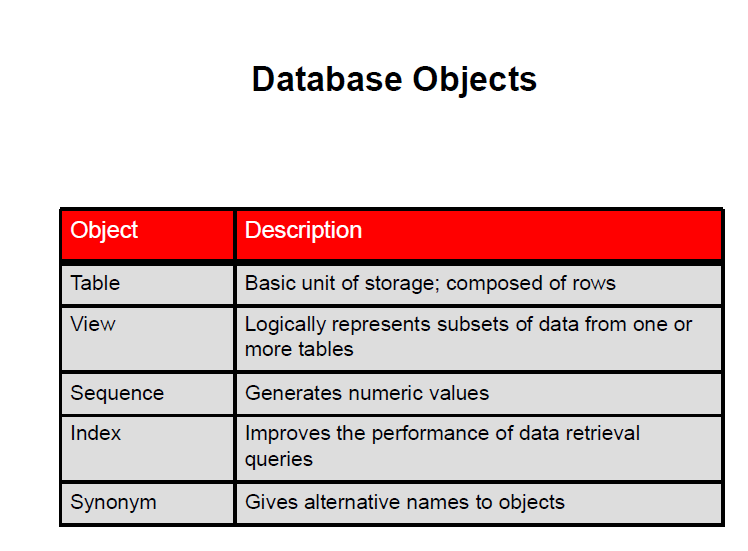 Database Objects
Object Description
Table Basic unit of storage; composed of rows
View Logically represents subsets of data from one or
more tables
Sequence Generates numeric values
Index Improves the performance of data retrieval
queries
Synonym Gives alternative names to objects